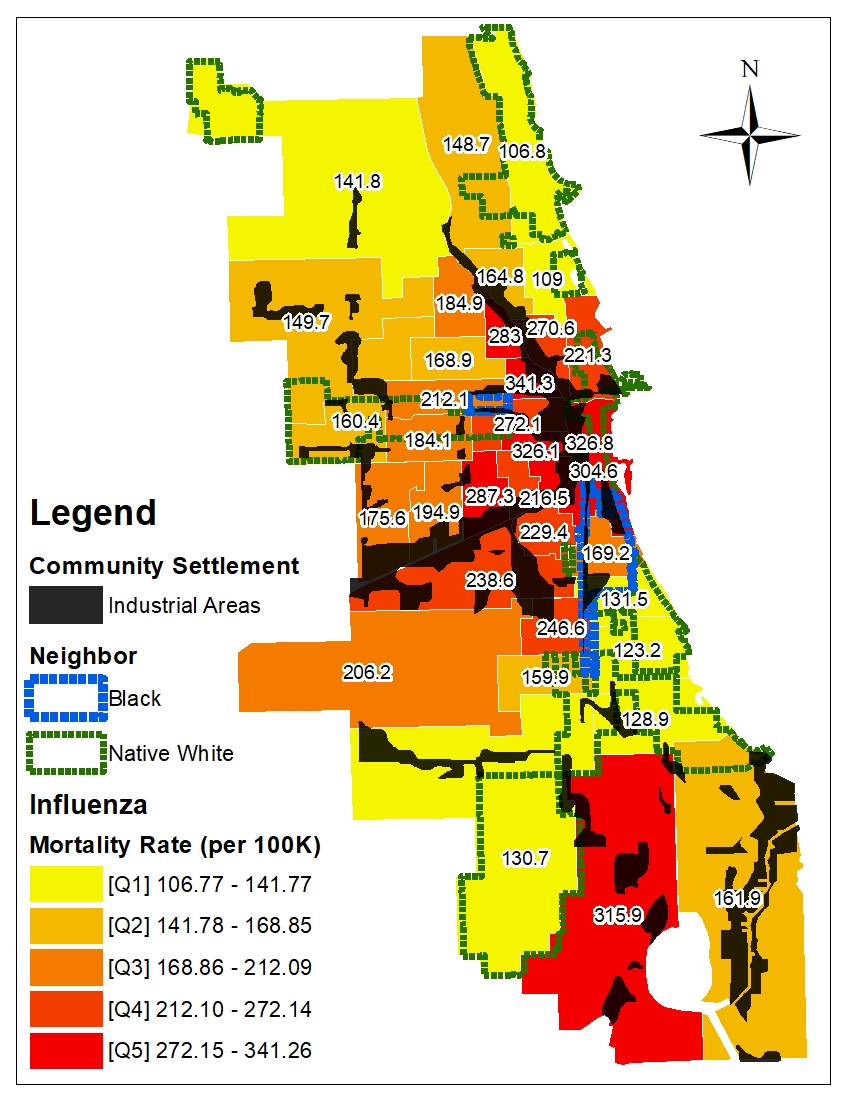 N
148.7
106.8
141.8
164.8
109
184.9
149.7
270.6
283
221.3
168.9
341.3
212.1
160.4
272.1
184.1
326.8
326.1
304.6
287.3
216.5
194.9
175.6
229.4
169.2
238.6
131.5
246.6
123.2
206.2
159.9
128.9
130.7
161.9
315.9
Legend
Community Settlement
Industrial Areas
Neighbor
Black
Native White
Influenza
Mortality Rate (per 100K)
[Q1] 106.77 - 141.77
[Q2] 141.78 - 168.85
[Q3] 168.86 - 212.09
[Q4] 212.10 - 272.14
[Q5] 272.15 - 341.26